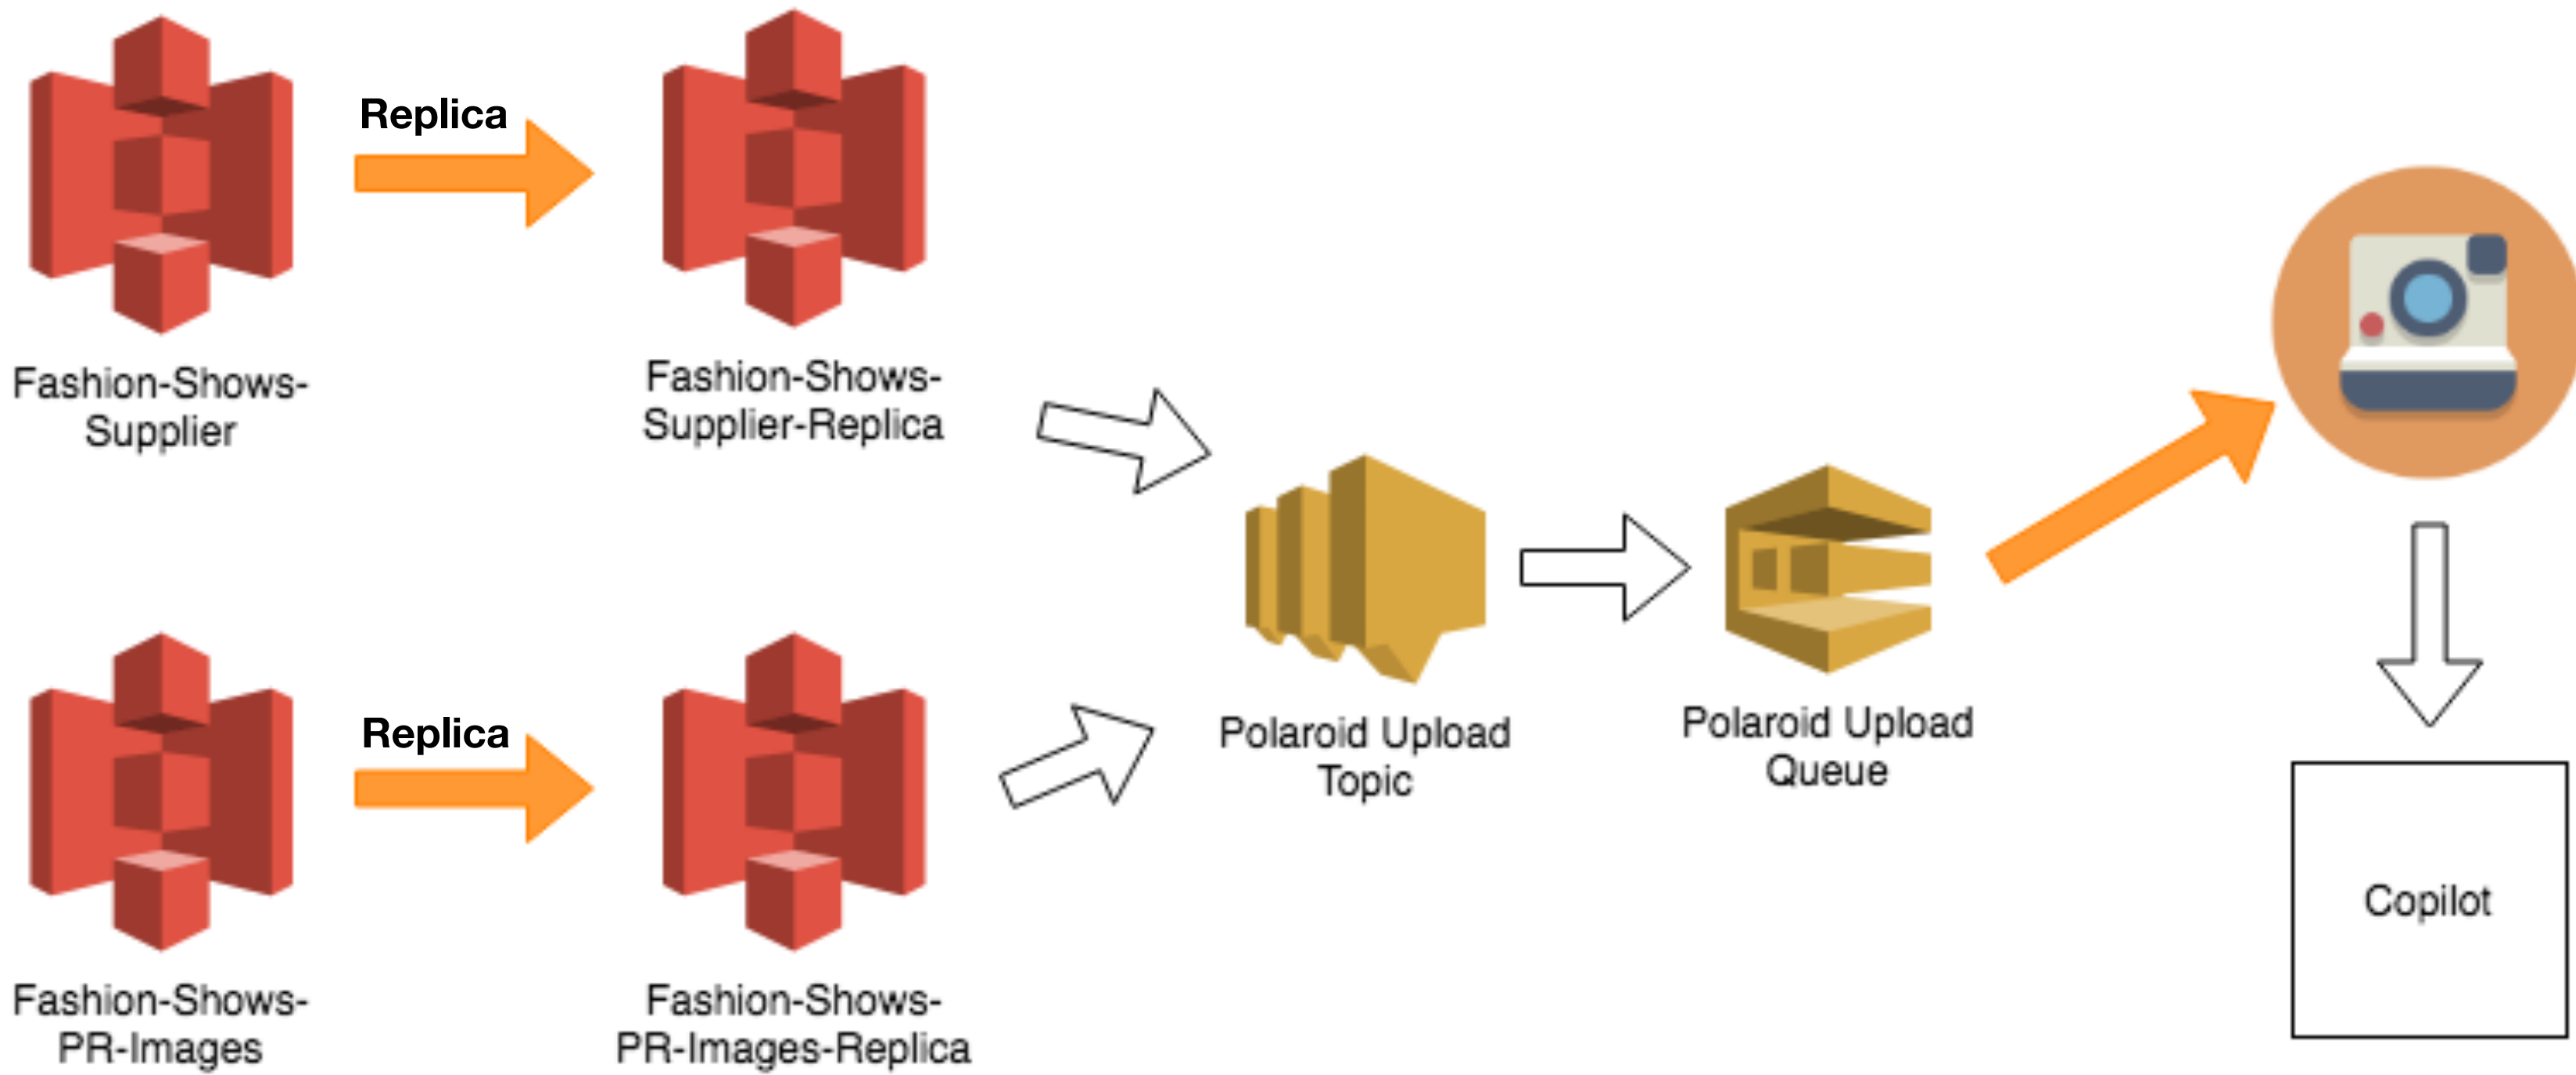 Replica
Fashion-Shows-
Supplier
Fashion-Shows-
Supplier-Replica
Replica
Fashion-Shows-
PR-Images
Fashion-Shows-
PR-Images-Replica
Polaroid Upload
Topic
Polaroid Upload
Queue
Copilot